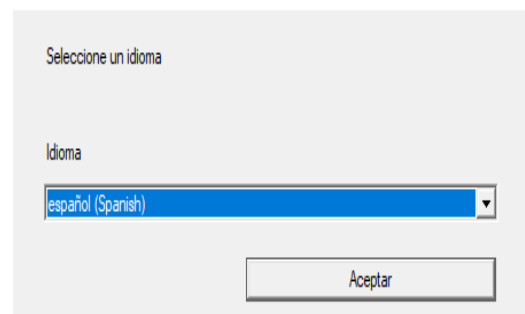 Seleccione un idioma
Idioma
español (Spanish)
Aceptar